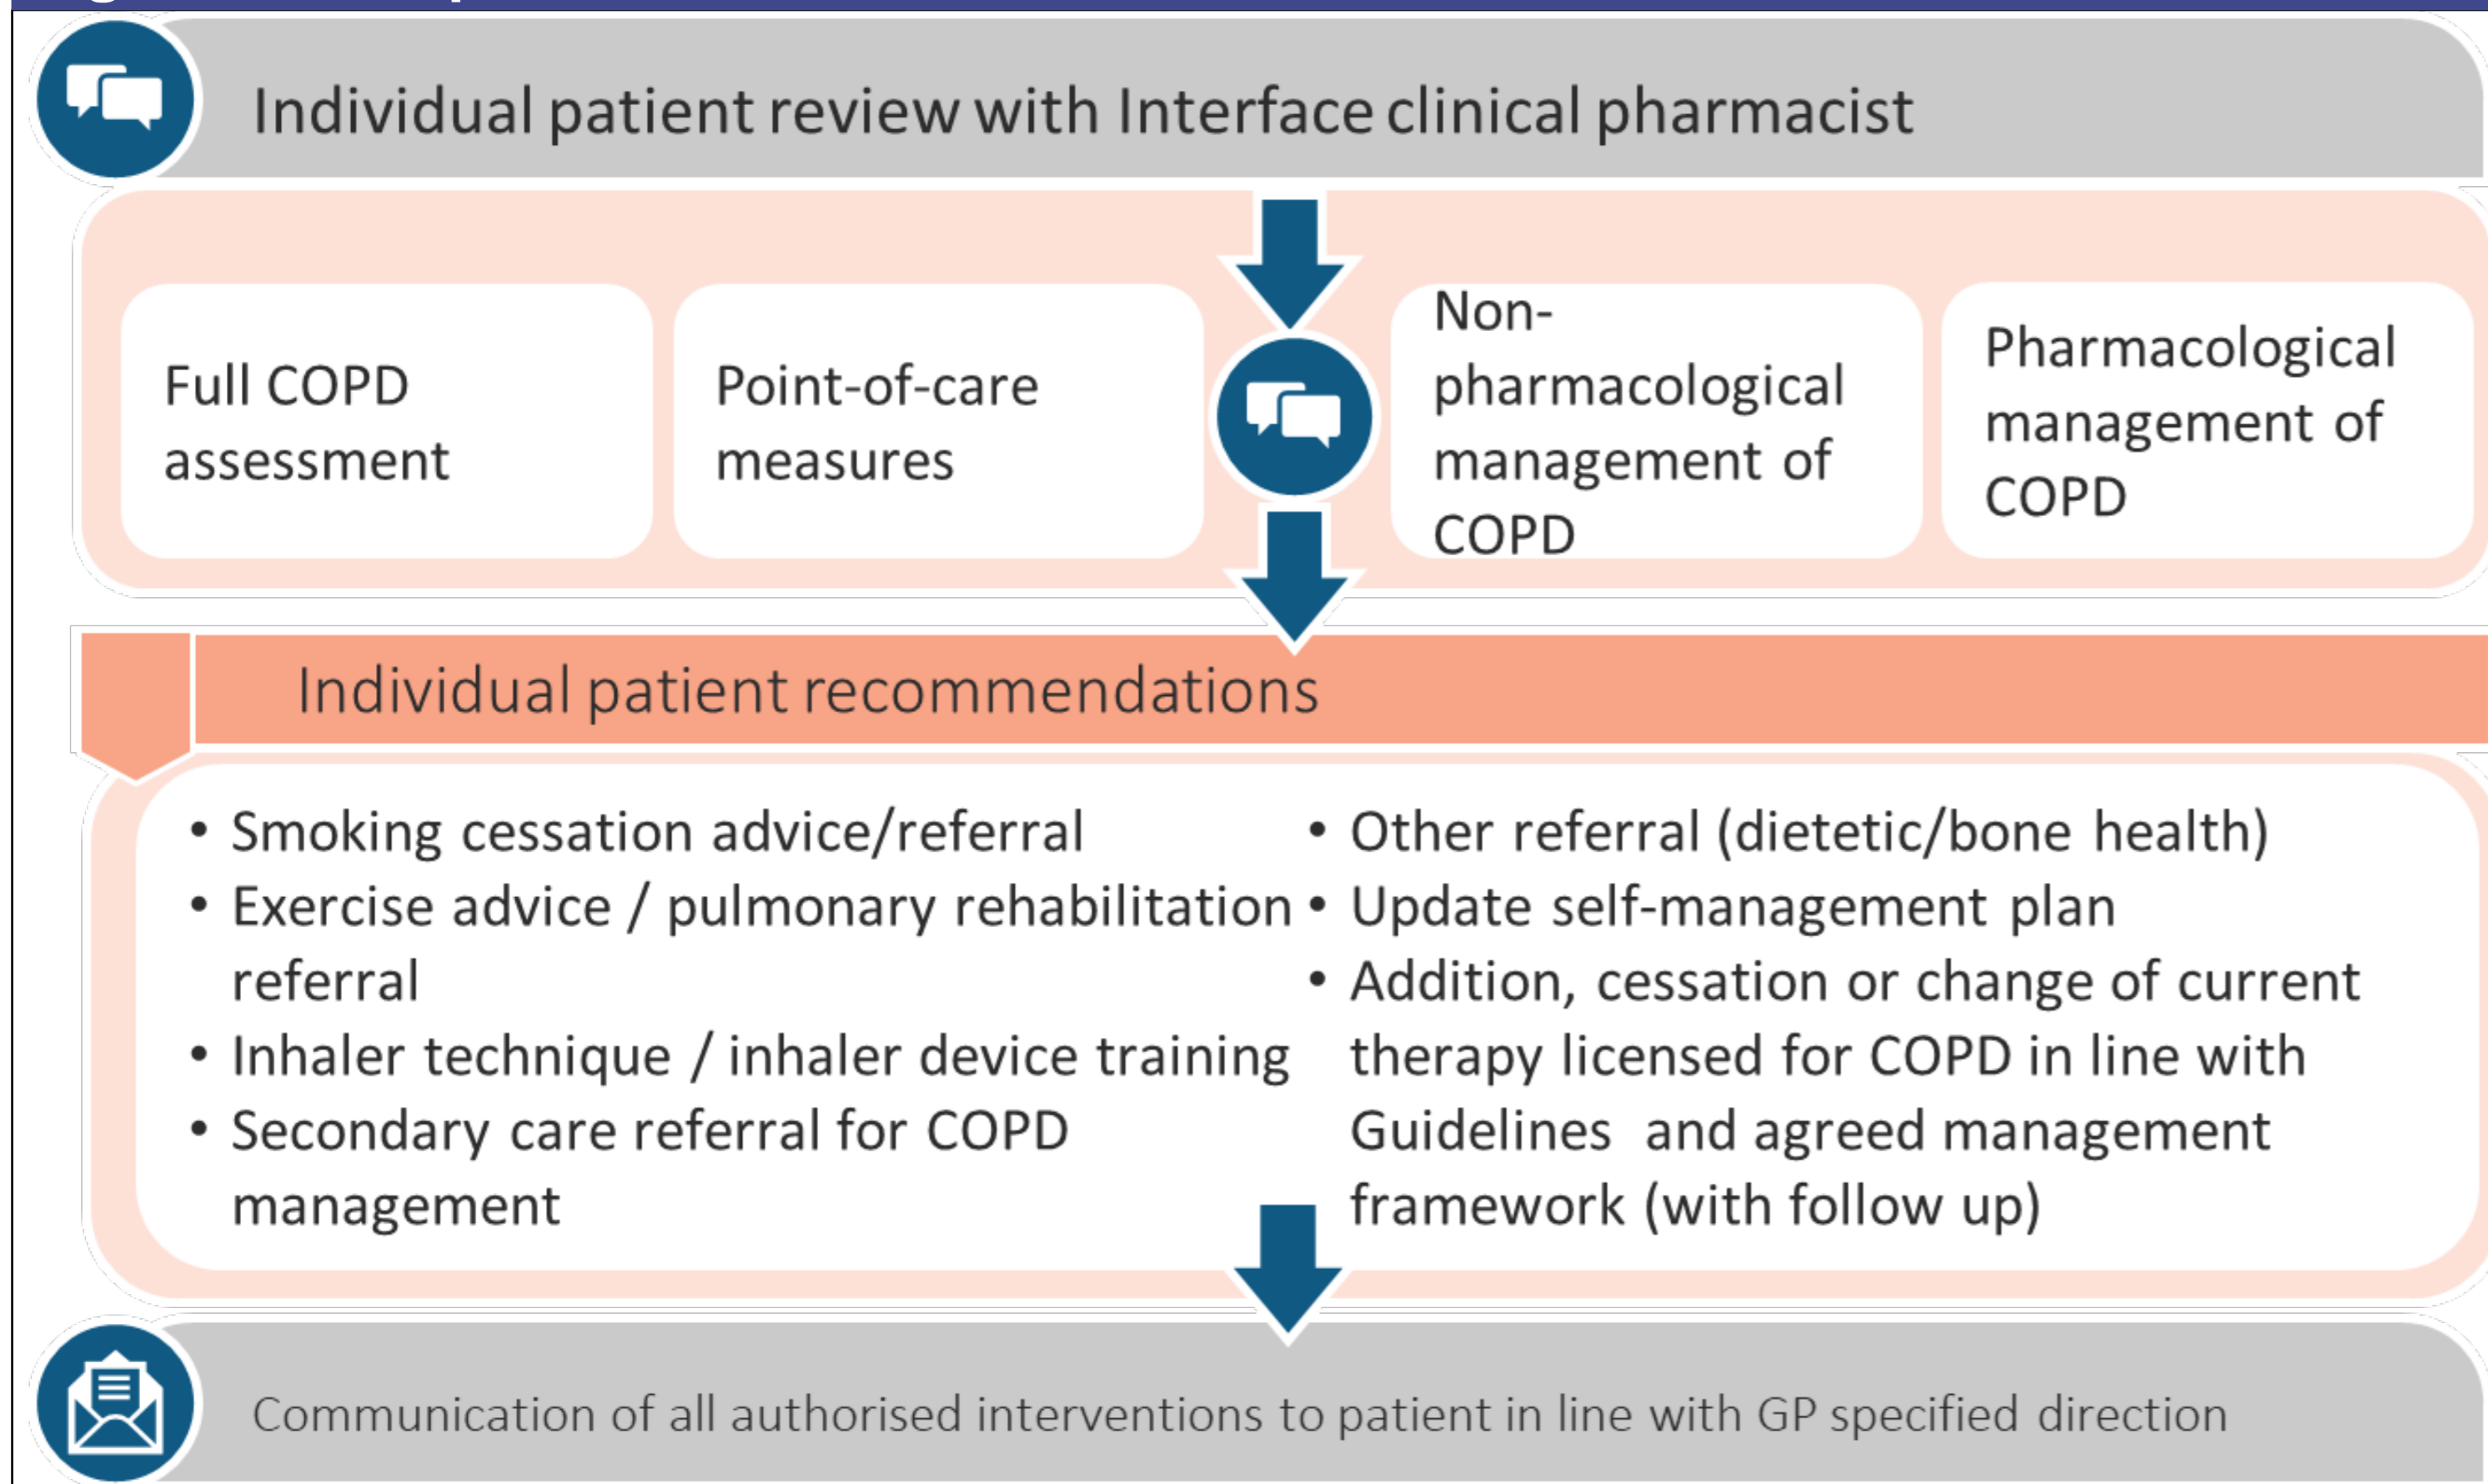 Individual patient review with Interface clinical pharmacist
Full COPD
assessment
Point-of-care
measures
Non-
pharmacological
management of
COPD
Pharmacological
management of
COPD
Individual patient recommendations
• Smoking cessation advice/referral
• Exercise advice / pulmonary rehabilitation
referral
• Inhaler technique / inhaler device training
• Secondary care referral for COPD
management
• Other referral (dietetic/bone health)
• Update self-management plan
• Addition, cessation or change of current
therapy licensed for COPD in line with
Guidelines  and agreed management
framework (with follow up)
Communication of all authorised interventions to patient in line with GP specified direction